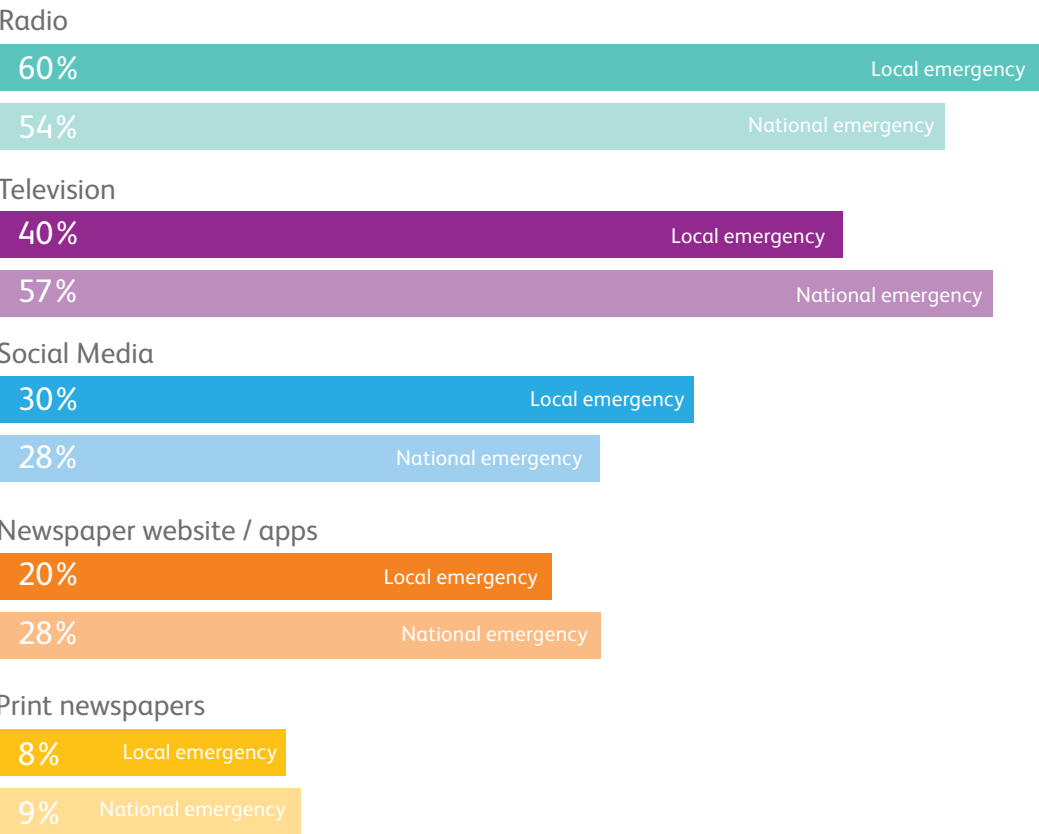 Radio
60% Local emergency
54% National emergency
Television
40% Local emergency
57% National emergency
Social Media
30% Local emergency
28% National emergency
Newspaper website / apps
20% Local emergency
28% National emergency
Print newspapers
8% Local emergency
9% National emergency